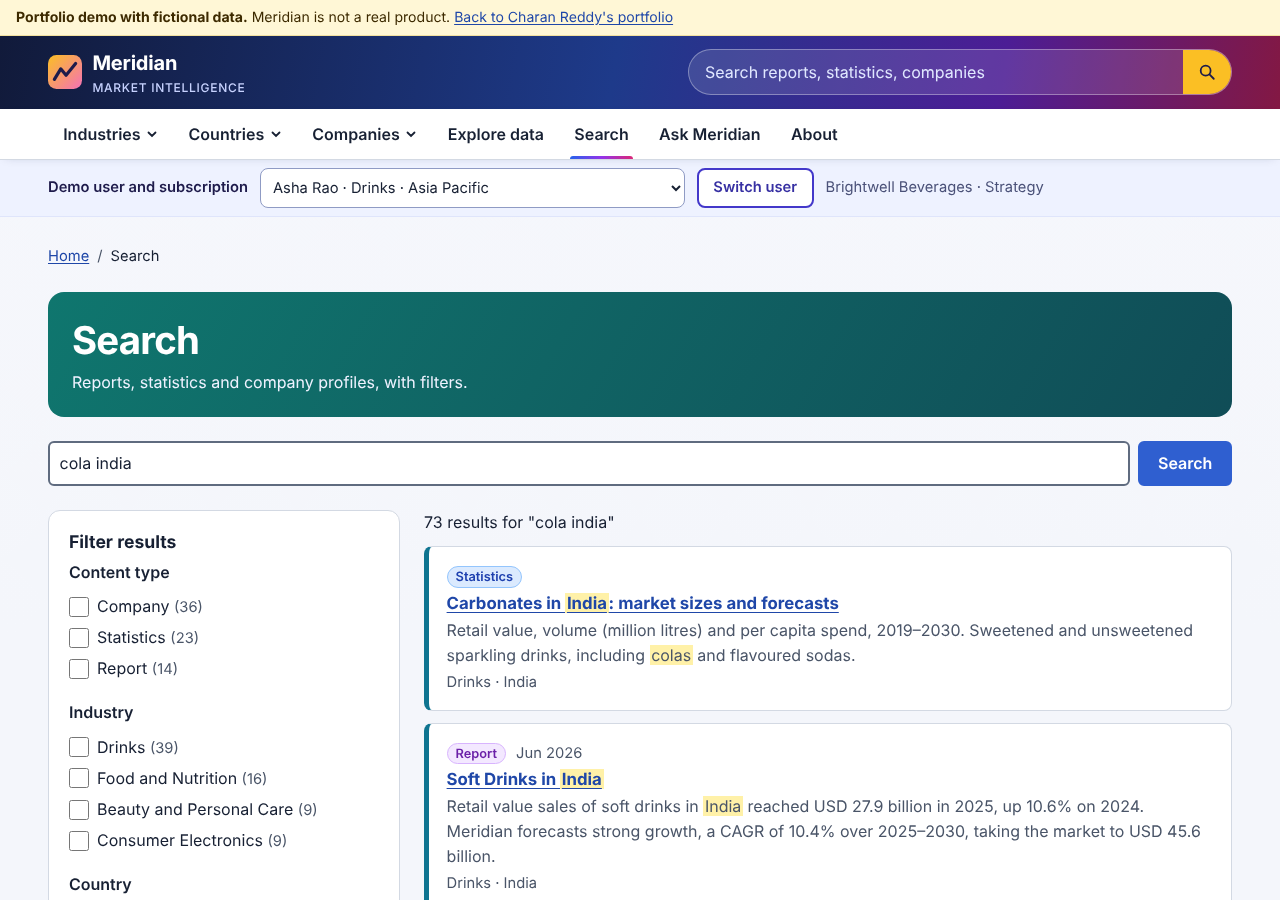 Portfolio demo with fictional data. Meridian is not a real product. Back to Charan Reddy's portfolio
Meridian
MARKET INTELLIGENCE
Search reports, statistics, companies
Industries
Countries
Companies
Explore data
Search
Ask Meridian
About
Demo user and subscription
Asha Rao · Drinks · Asia Pacific
Switch user
Brightwell Beverages · Strategy
Home / Search
Search
Reports, statistics and company profiles, with filters.
cola india
Search
Filter results
Content type
Company (36)
Statistics (23)
Report (14)
Industry
Drinks (39)
Food and Nutrition (16)
Beauty and Personal Care (9)
Consumer Electronics (9)
Country
73 results for "cola india"
Statistics
Carbonates in India: market sizes and forecasts
Retail value, volume (million litres) and per capita spend, 2019–2030. Sweetened and unsweetened
sparkling drinks, including colas and flavoured sodas.
Drinks · India
Report Jun 2026
Soft Drinks in India
Retail value sales of soft drinks in India reached USD 27.9 billion in 2025, up 10.6% on 2024.
Meridian forecasts strong growth, a CAGR of 10.4% over 2025–2030, taking the market to USD 45.6
billion.
Drinks · India